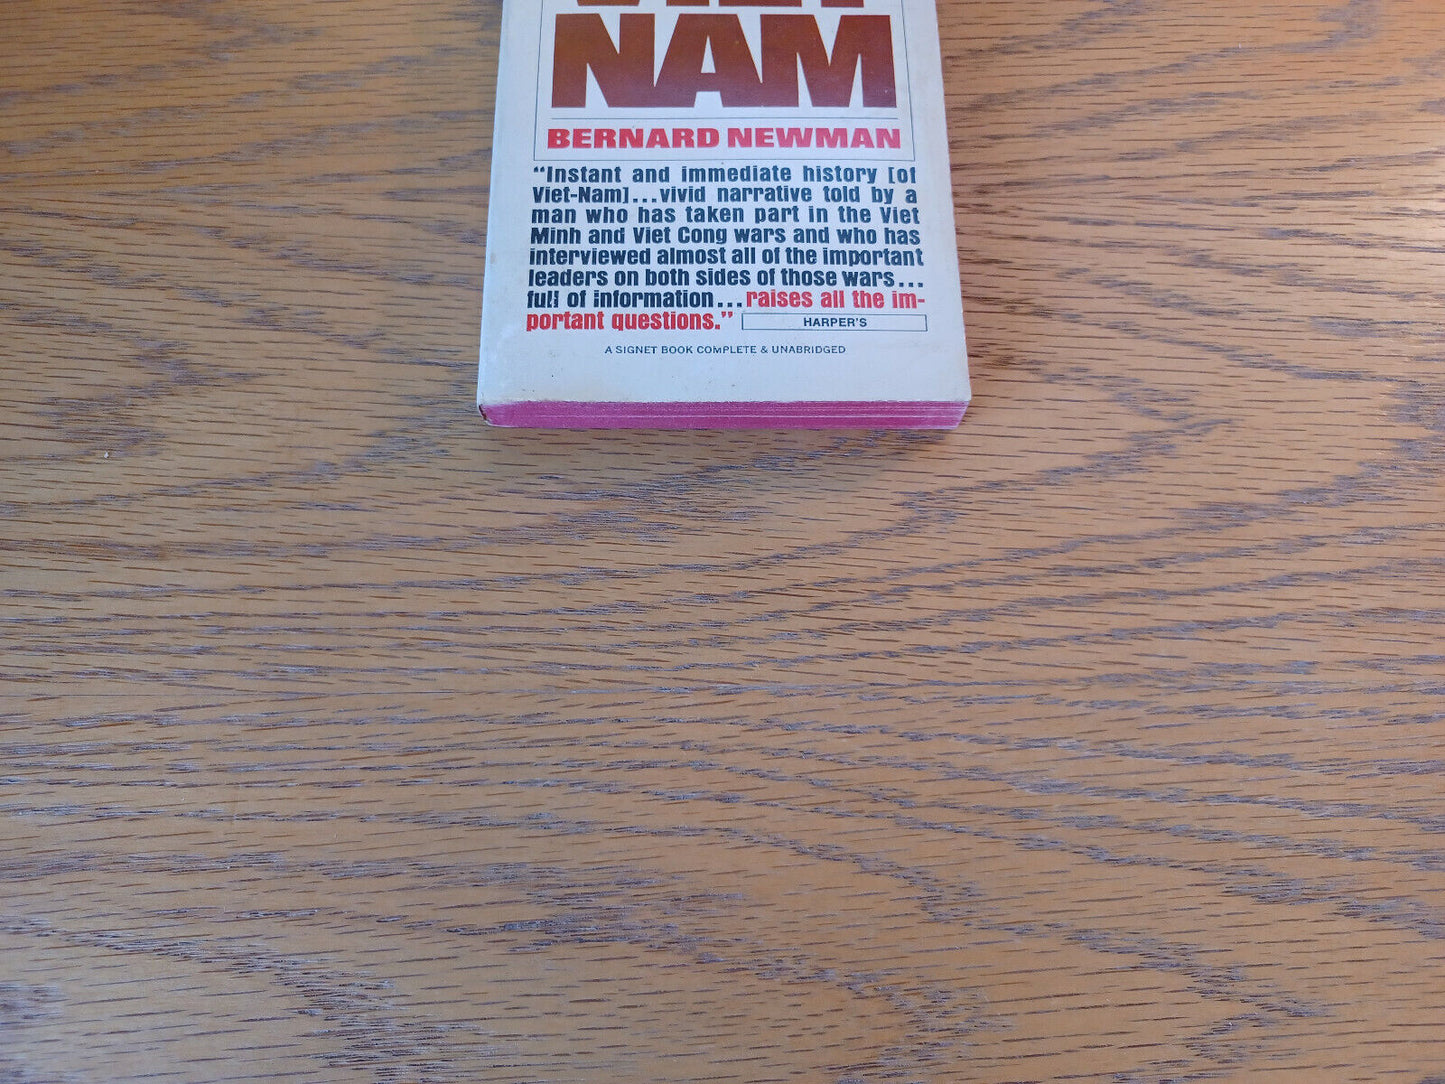 VIET
NAM
BERNARD NEWMAN
“Instant and immediate history [of
Viet-Nam]...vivid narrative told by a
man who has taken part in the Viet
Minh and Viet Cong wars and who has
interviewed almost all of the important
leaders on both sides of those wars...
full of information...raises all the im-
portant questions.” HARPER'S
A SIGNET BOOK COMPLETE & UNABRIDGED